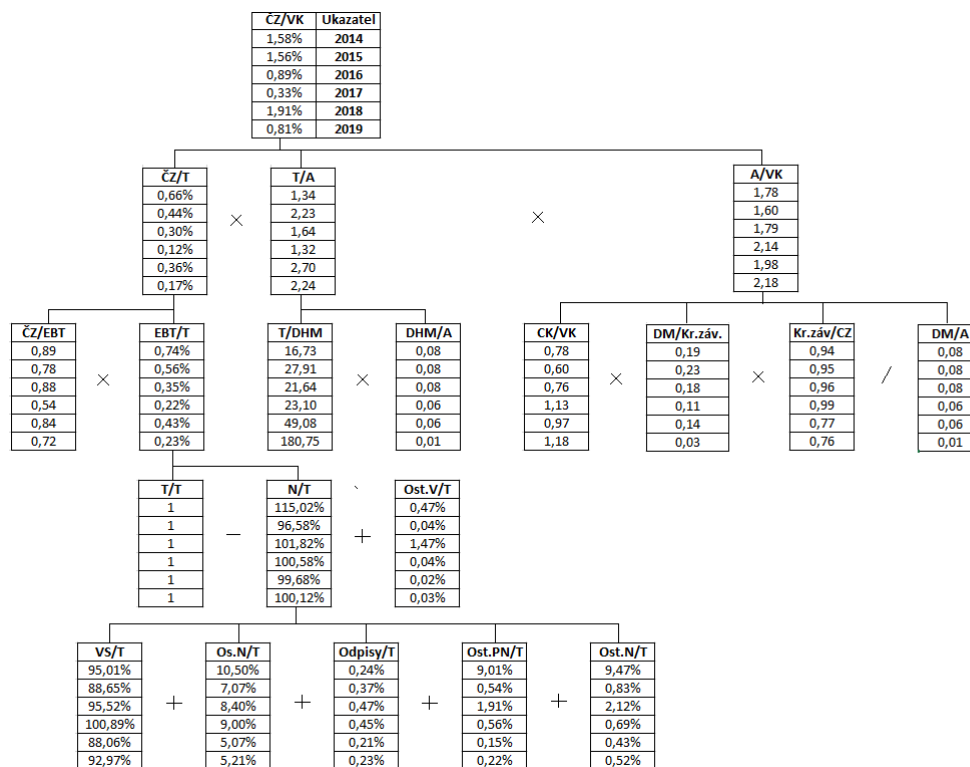 ČZ/VK Ukazatel
1,58% 2014
1,56% 2015
0,89% 2016
0,33% 2017
1,91% 2018
0,81% 2019
ČZ/T T/A A/VK
0,66% 1,34 1,78
0,44% 2,23 1,60
0,30% × 1,64 × 1,79
0,12% 1,32 2,14
0,36% 2,70 1,98
0,17% 2,24 2,18
ČZ/EBT EBT/T T/DHM DHM/A CK/VK DM/Kr.záv. Kr.záv/CZ DM/A
0,89 0,74% 16,73 0,08 0,78 0,19 0,94 0,08
0,78 0,56% 27,91 0,08 0,60 0,23 0,95 0,08
0,88 × 0,35% 21,64 × 0,08 0,76 × 0,18 × 0,96 / 0,08
0,54 0,22% 23,10 0,06 1,13 0,11 0,99 0,06
0,84 0,43% 49,08 0,06 0,97 0,14 0,77 0,06
0,72 0,23% 180,75 0,01 1,18 0,03 0,76 0,01
T/T N/T Ost.V/T
1 115,02% 0,47%
1 96,58% 0,04%
1 − 101,82% + 1,47%
1 100,58% 0,04%
1 99,68% 0,02%
1 100,12% 0,03%
VS/T Os.N/T Odpisy/T Ost.PN/T Ost.N/T
95,01% 10,50% 0,24% 9,01% 9,47%
88,65% 7,07% 0,37% 0,54% 0,83%
95,52% + 8,40% + 0,47% + 1,91% + 2,12%
100,89% 9,00% 0,45% 0,56% 0,69%
88,06% 5,07% 0,21% 0,15% 0,43%
92,97% 5,21% 0,23% 0,22% 0,52%